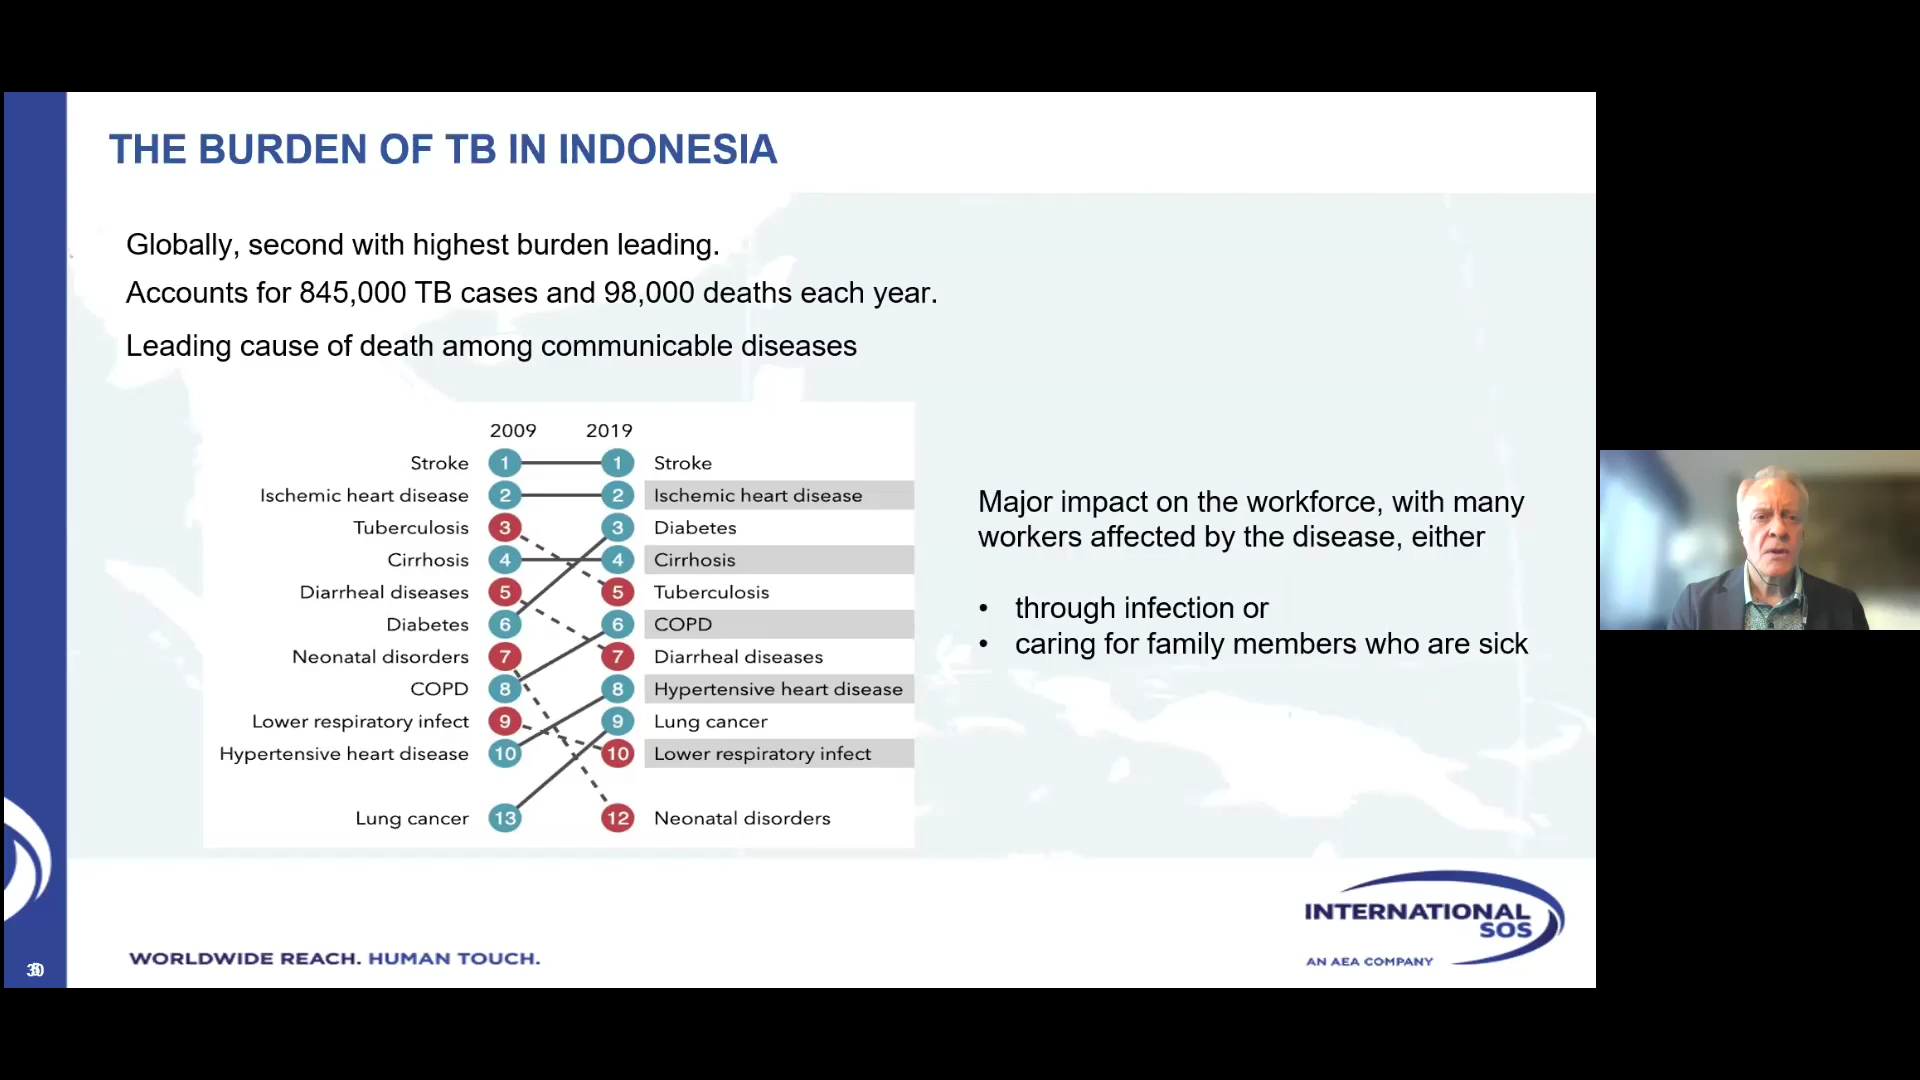 THE BURDEN OF TB IN INDONESIA
Globally, second with highest burden leading.
Accounts for 845,000 TB cases and 98,000 deaths each year.
Leading cause of death among communicable diseases
2009 2019
Stroke 1 1 Stroke
Ischemic heart disease 2 2 Ischemic heart disease
Tuberculosis 3 3 Diabetes
Cirrhosis 4 4 Cirrhosis
Diarrheal diseases 5 5 Tuberculosis
Diabetes 6 6 COPD
Neonatal disorders 7 7 Diarrheal diseases
COPD 8 8 Hypertensive heart disease
Lower respiratory infect 9 9 Lung cancer
Hypertensive heart disease 10 10 Lower respiratory infect
Lung cancer 13 12 Neonatal disorders
Major impact on the workforce, with many
workers affected by the disease, either
• through infection or
• caring for family members who are sick
INTERNATIONAL
SOS
AN AEA COMPANY
WORLDWIDE REACH. HUMAN TOUCH.